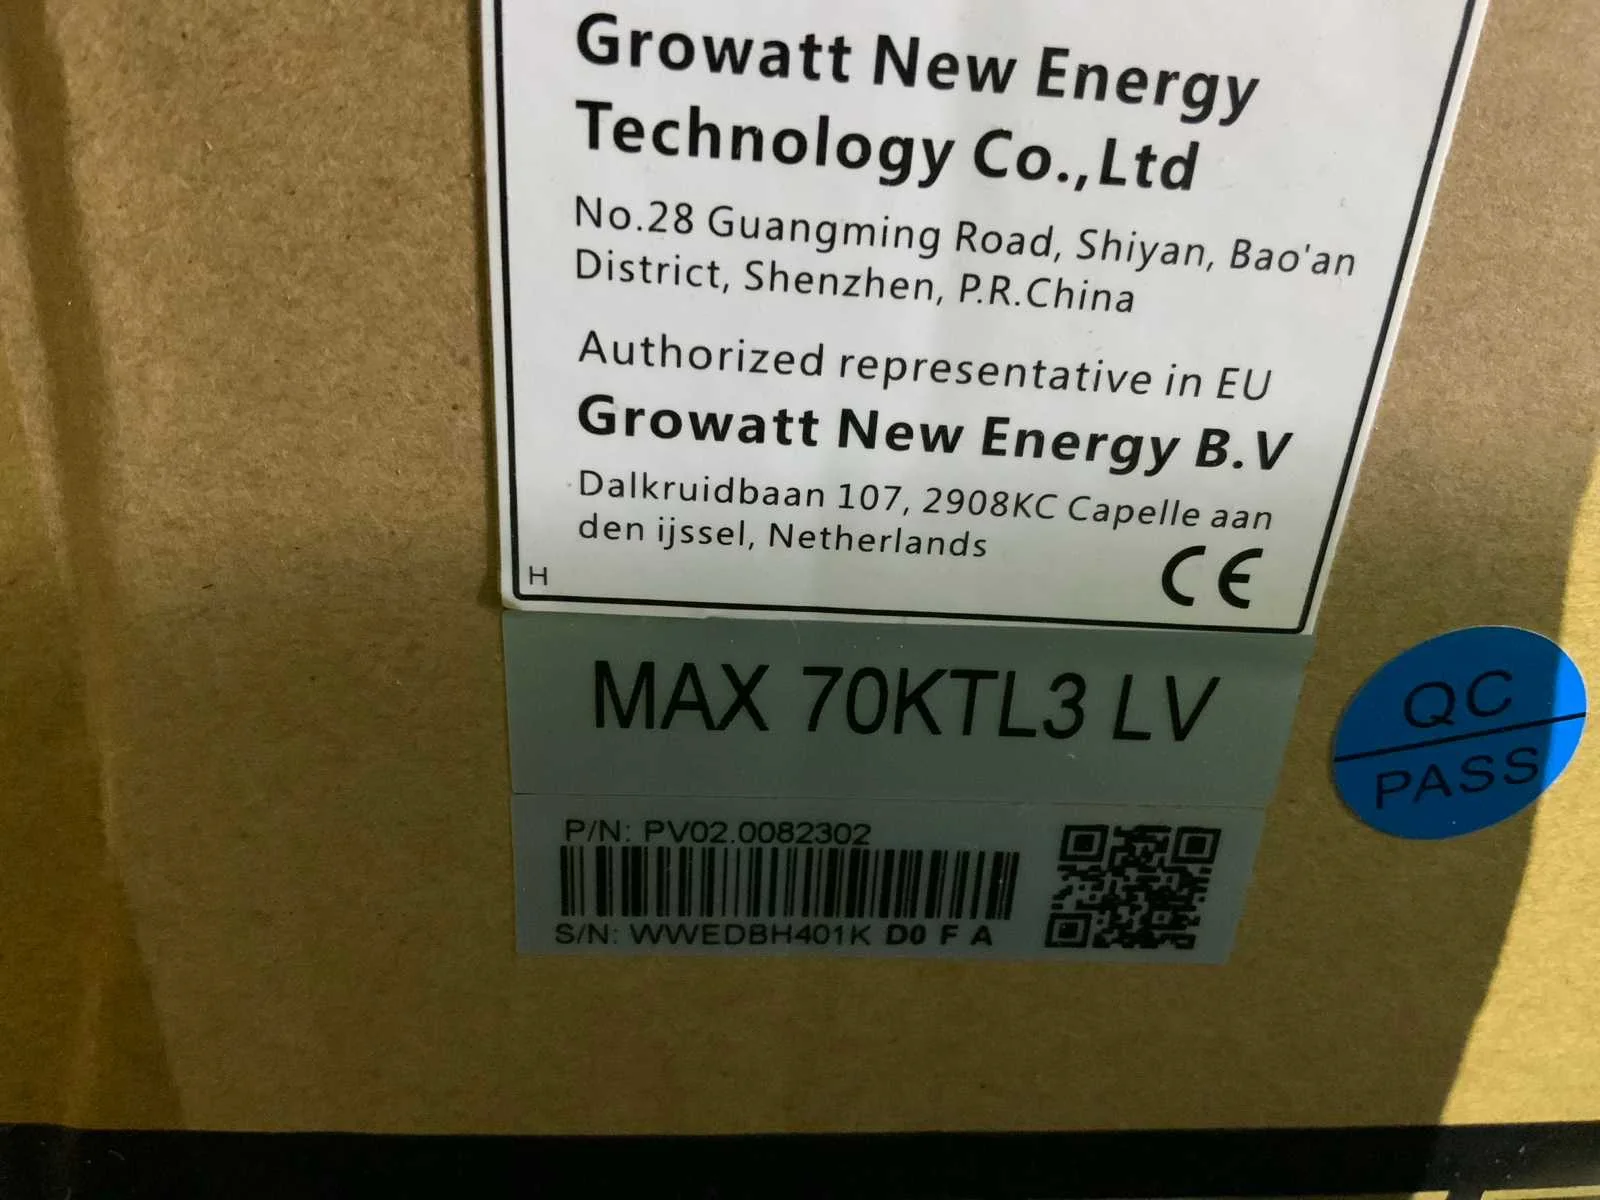 Growatt New Energy
Technology Co.,Ltd
No.28 Guangming Road, Shiyan, Bao'an
District, Shenzhen, P.R.China
Authorized representative in EU
Growatt New Energy B.V
Dalkruidbaan 107, 2908KC Capelle aan
den ijssel, Netherlands
H
CE
MAX 70KTL3 LV
QC
PASS
P/N: PV02.0082302
S/N: WWEDBH401K D0 F A